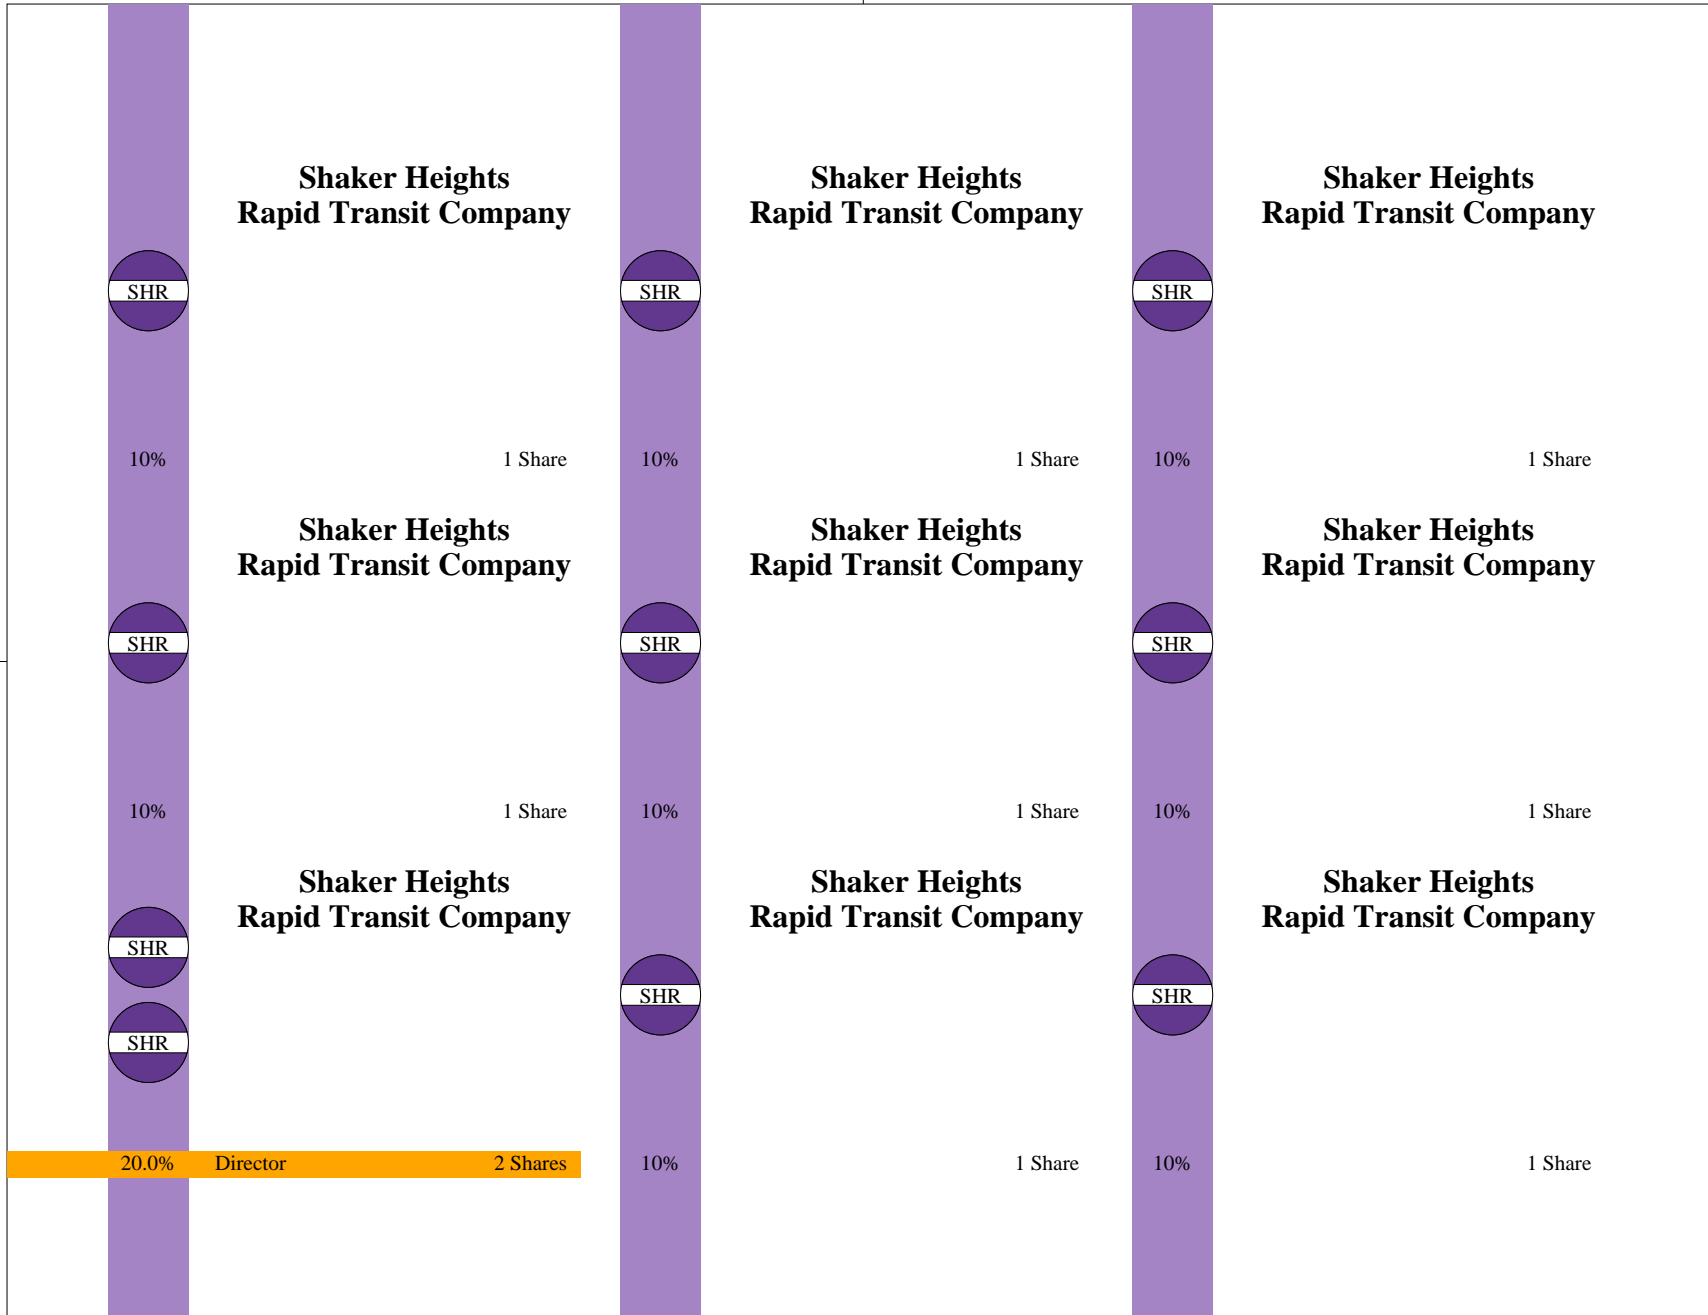 Shaker Heights
Rapid Transit Company
SHR
10%
1 Share
Shaker Heights
Rapid Transit Company
SHR
10%
1 Share
Shaker Heights
Rapid Transit Company
SHR
10%
1 Share
Shaker Heights
Rapid Transit Company
SHR
10%
1 Share
Shaker Heights
Rapid Transit Company
SHR
10%
1 Share
Shaker Heights
Rapid Transit Company
SHR
10%
1 Share
Shaker Heights
Rapid Transit Company
SHR
SHR
20.0% Director 2 Shares
Shaker Heights
Rapid Transit Company
SHR
10%
1 Share
Shaker Heights
Rapid Transit Company
SHR
10%
1 Share